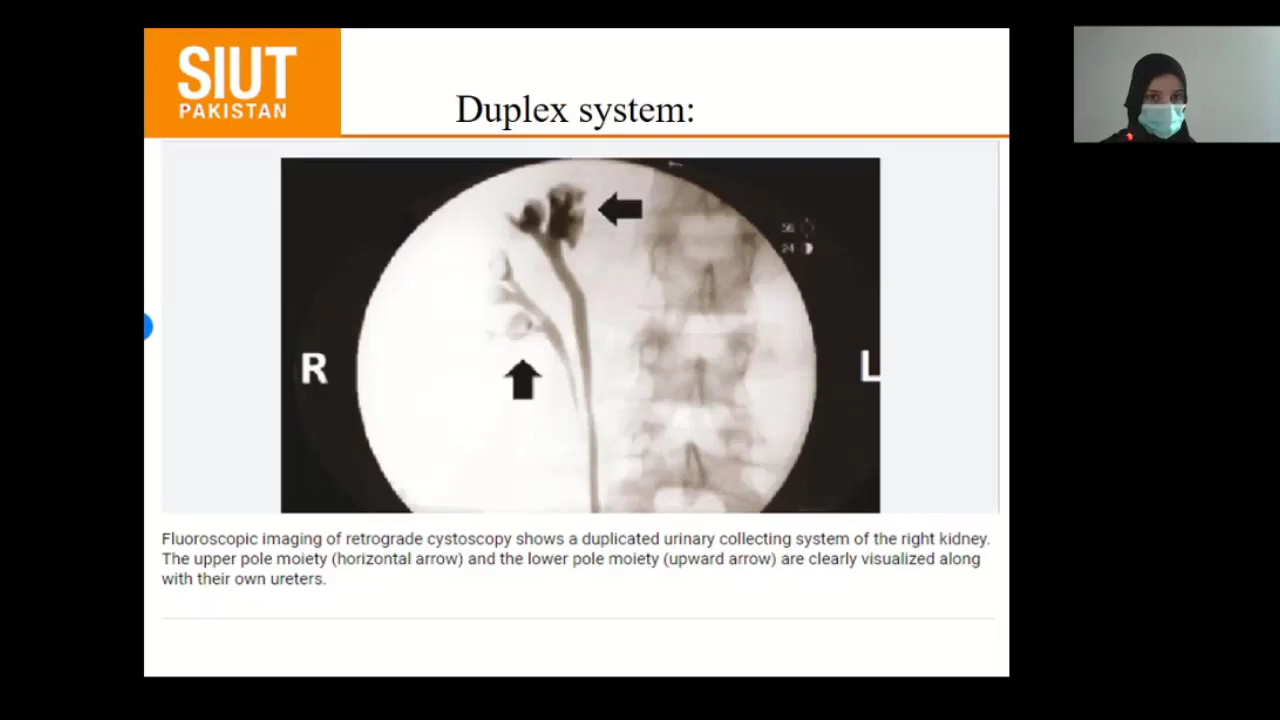 SIUT
PAKISTAN
Duplex system:
56
24
R
L
Fluoroscopic imaging of retrograde cystoscopy shows a duplicated urinary collecting system of the right kidney.
The upper pole moiety (horizontal arrow) and the lower pole moiety (upward arrow) are clearly visualized along
with their own ureters.